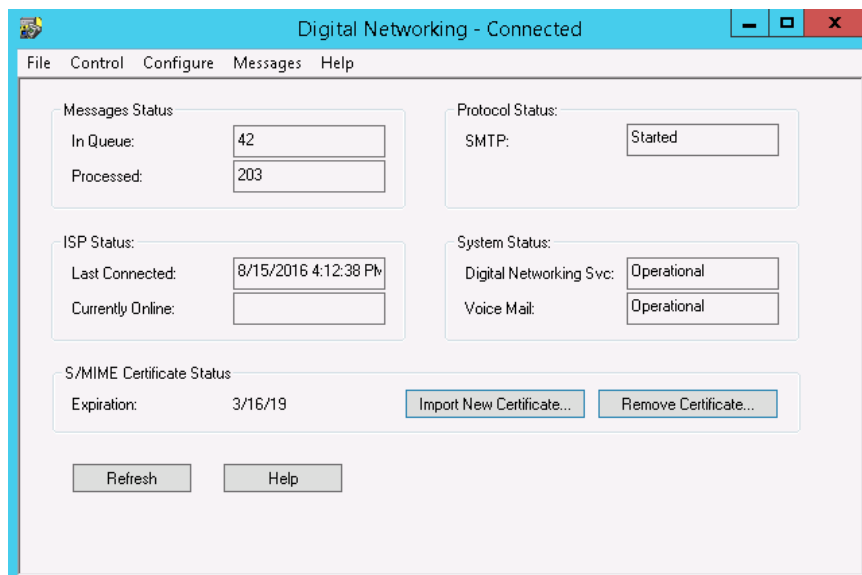 Digital Networking - Connected
File Control Configure Messages Help
Messages Status
In Queue: 42
Processed: 203
Protocol Status:
SMTP: Started
ISP Status:
Last Connected: 8/15/2016 4:12:38 PM
Currently Online:
System Status:
Digital Networking Svc: Operational
Voice Mail: Operational
S/MIME Certificate Status
Expiration: 3/16/19 Import New Certificate... Remove Certificate...
Refresh Help